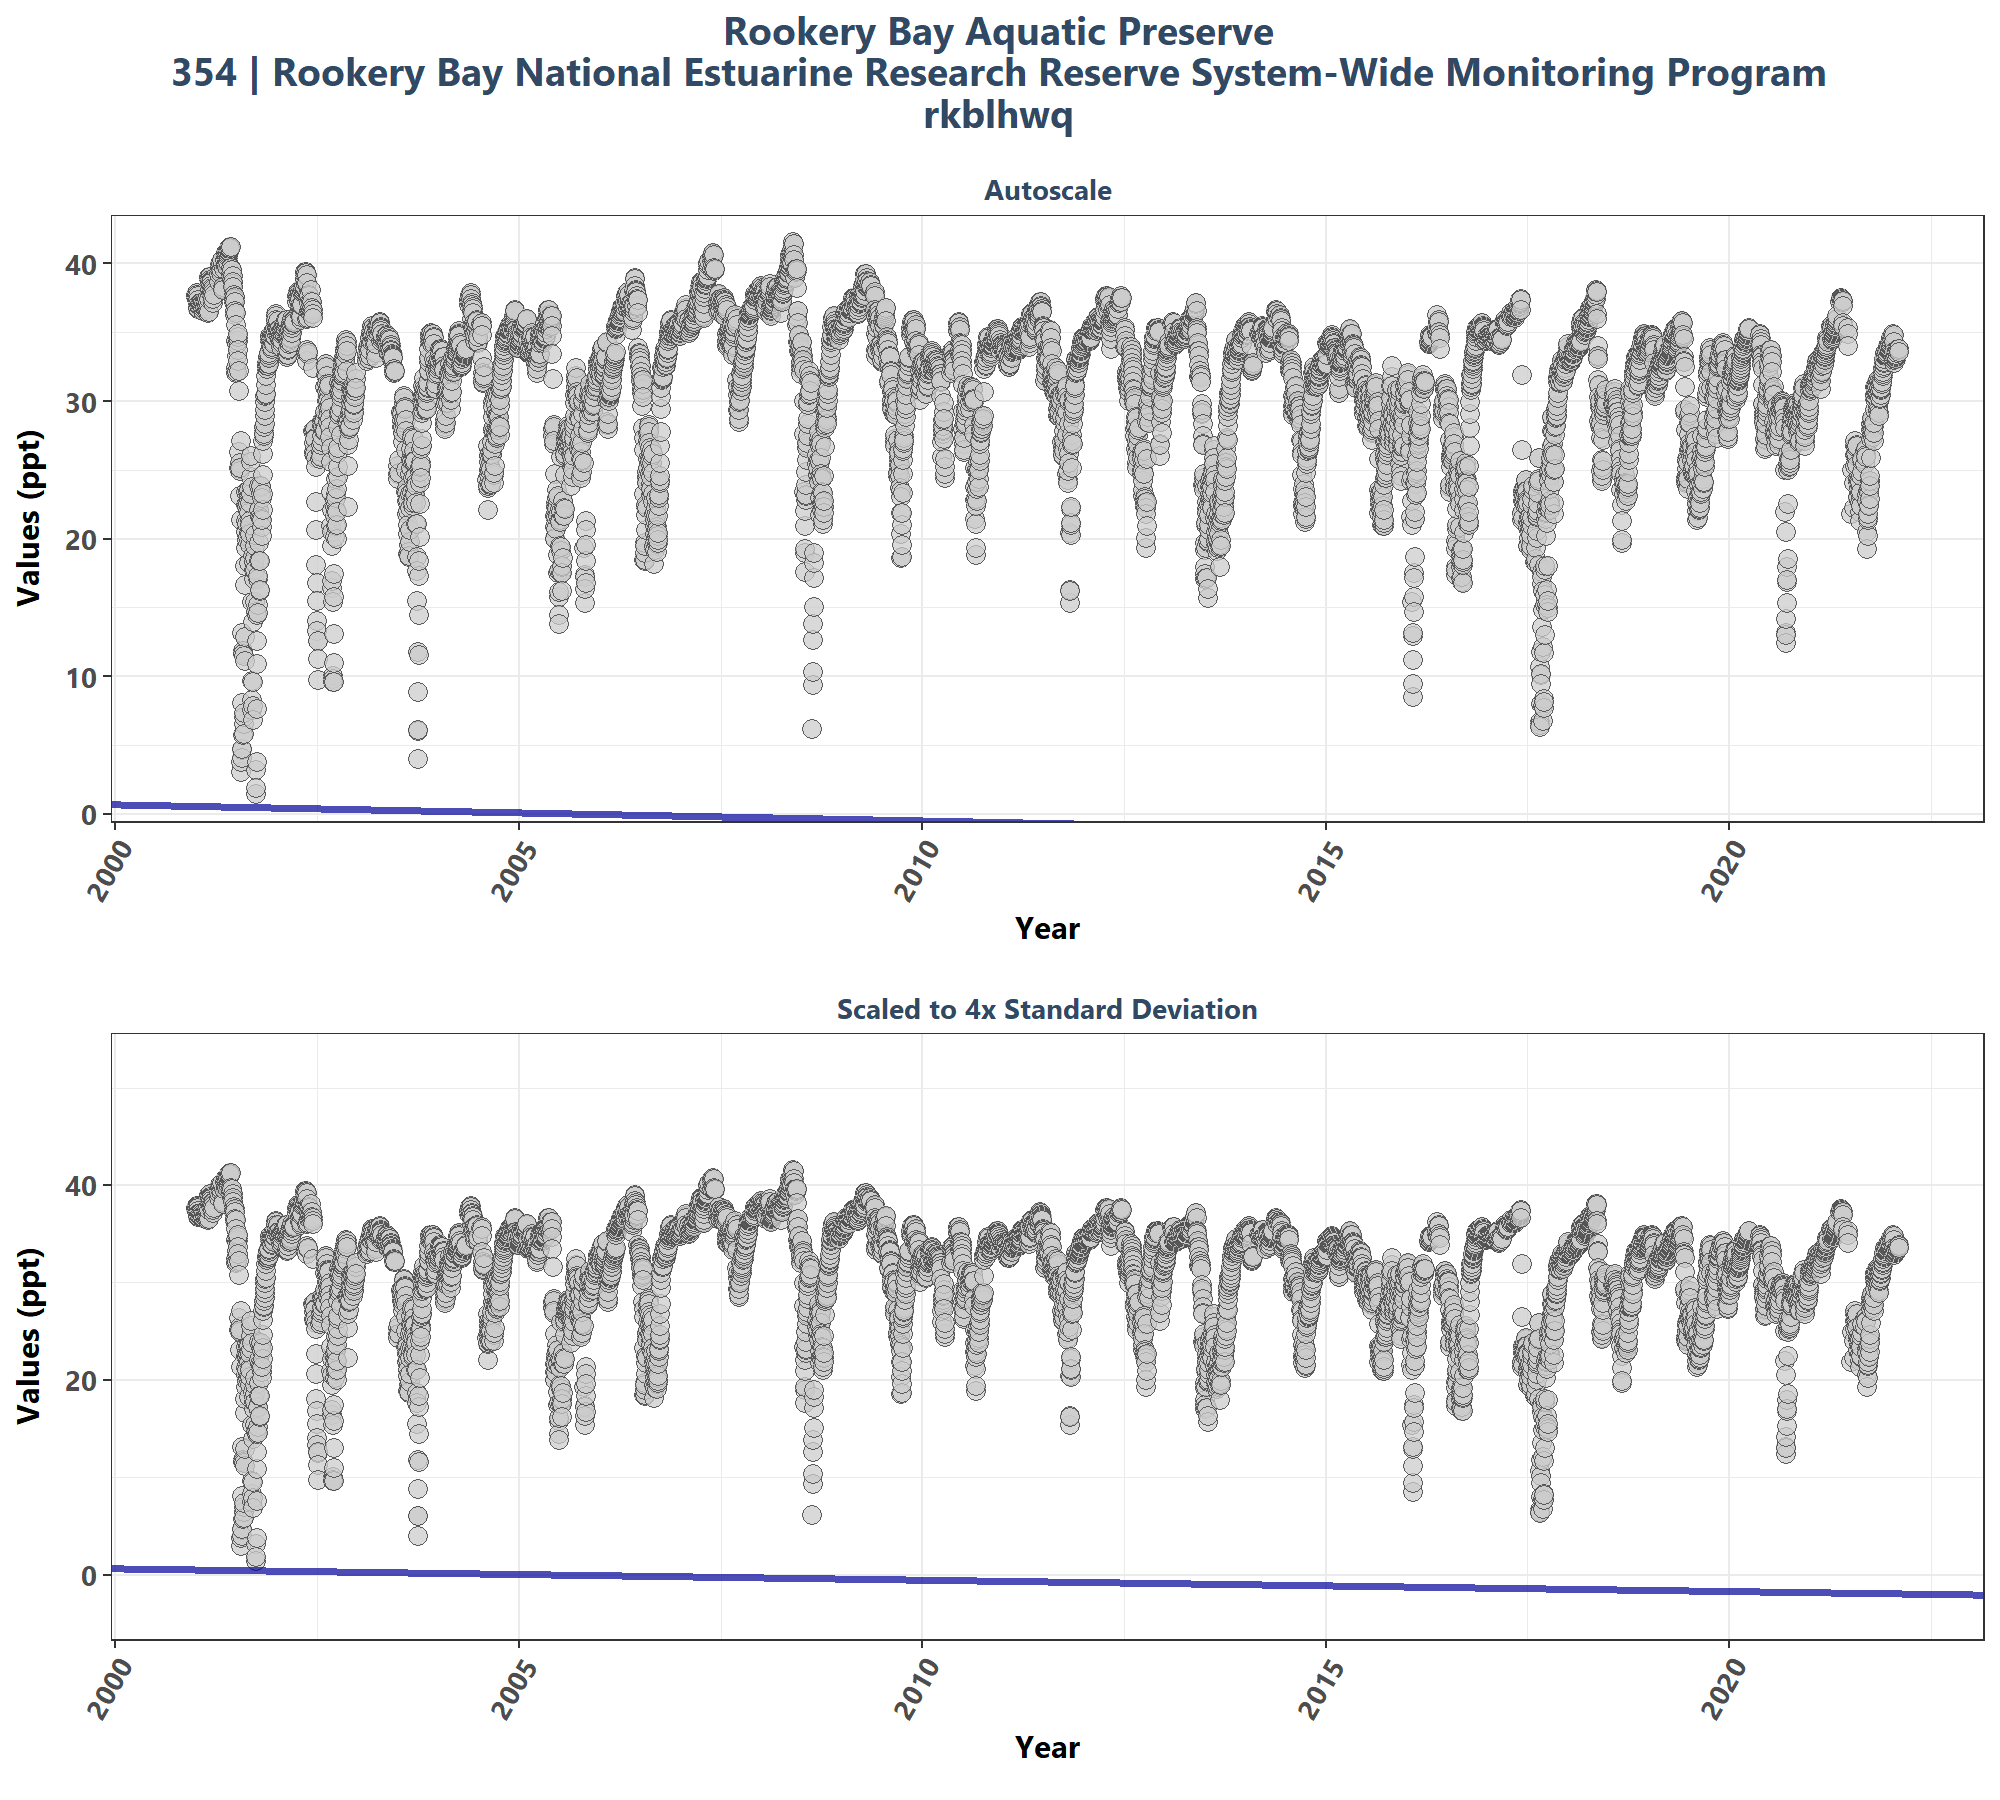 Rookery Bay Aquatic Preserve
354 | Rookery Bay National Estuarine Research Reserve System-Wide Monitoring Program
rkblhwq
Autoscale
Values (ppt)
40
30
20
10
0
2000 2005 2010 2015 2020
Year
Scaled to 4x Standard Deviation
Values (ppt)
40
20
0
2000 2005 2010 2015 2020
Year